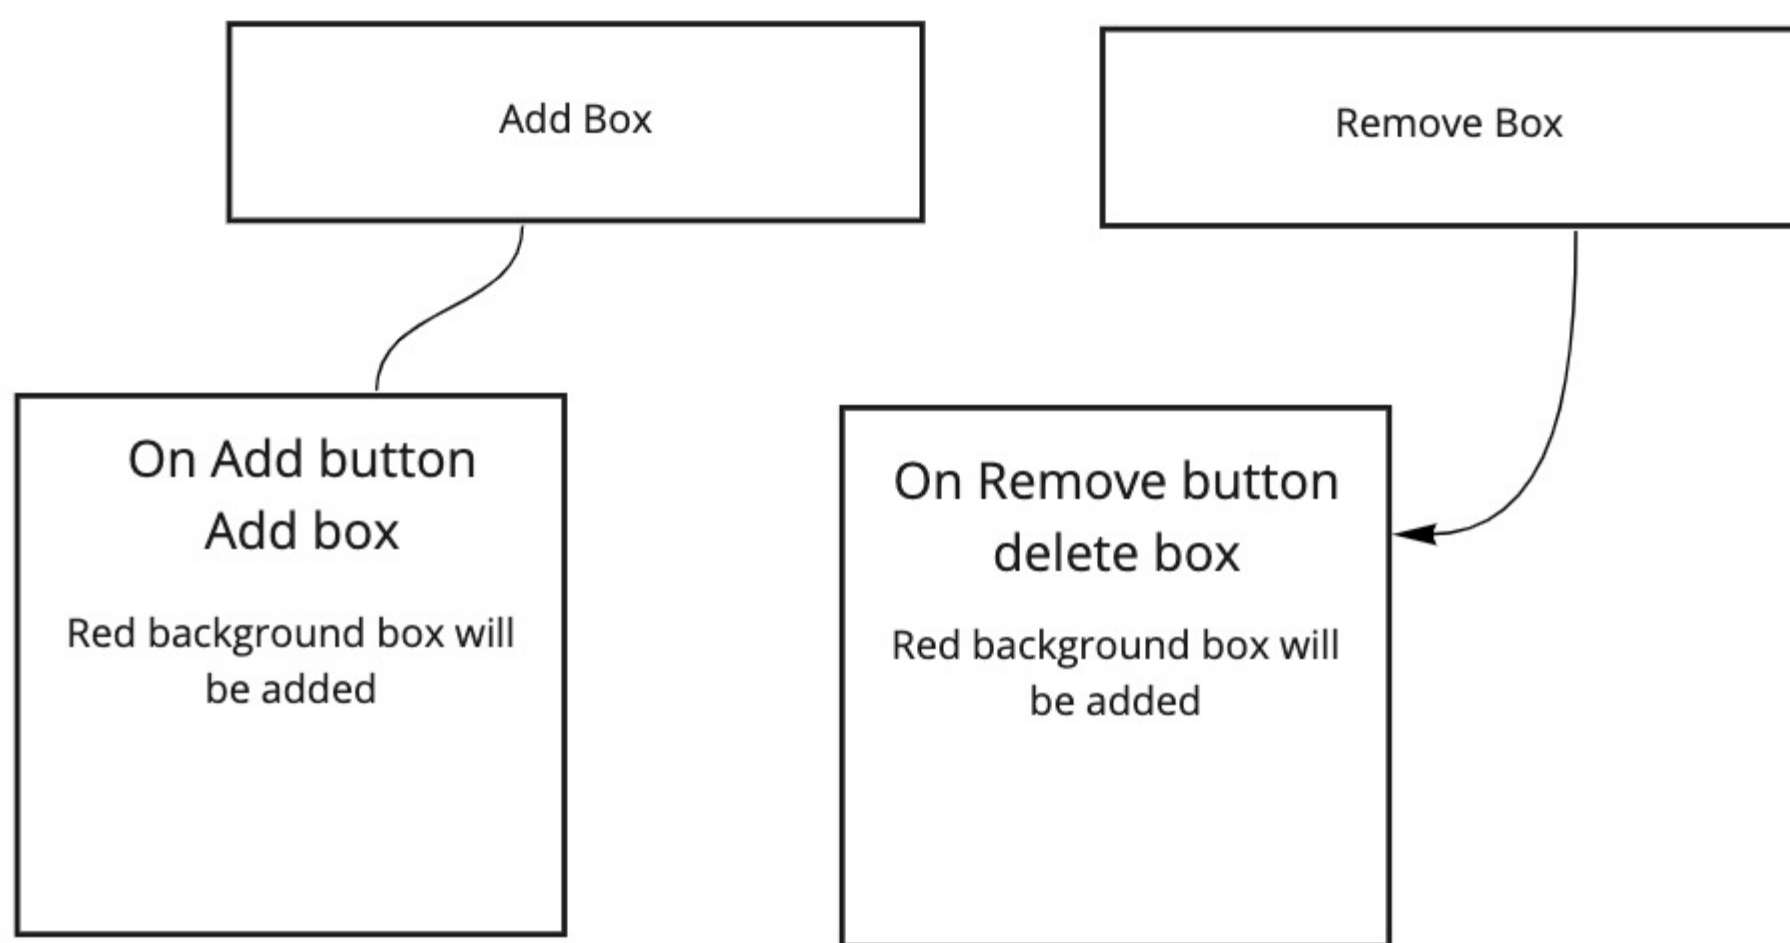 Add Box
Remove Box
On Add button
Add box
Red background box will
be added
On Remove button
delete box
Red background box will
be added